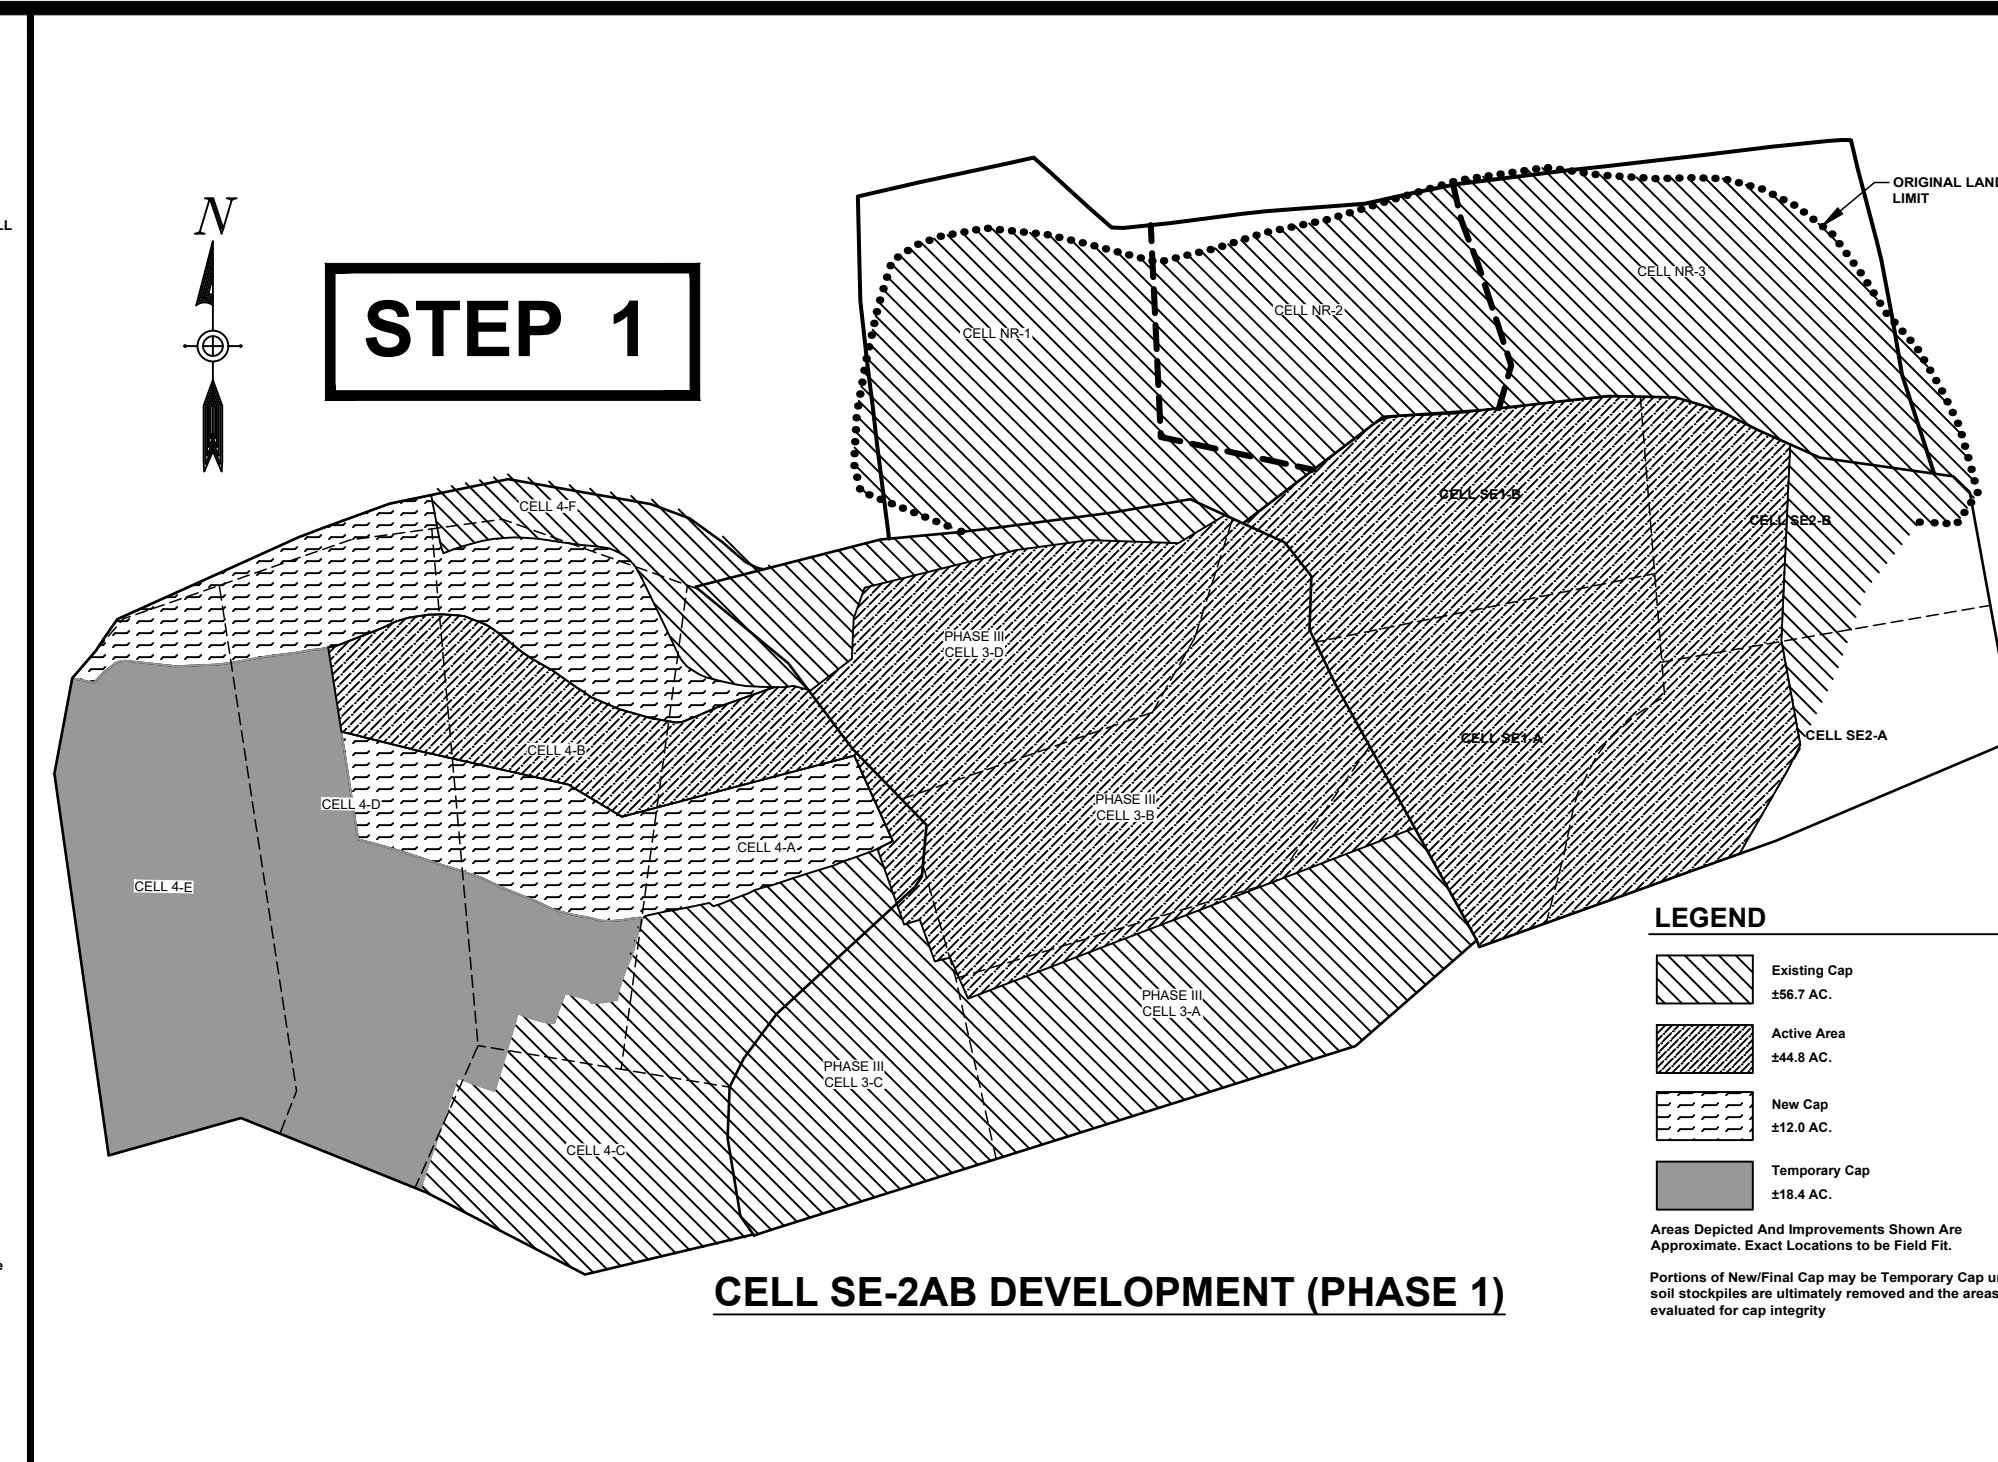 LL
N
STEP 1
ORIGINAL LAND
LIMIT
CELL NR-3
CELL NR-2
CELL NR-1
CELL SE1-B
CELL 4-F
CELL SE2-B
PHASE III
CELL 3-D
CELL SE2-A
CELL SE1-A
CELL 4-B
CELL 4-D
PHASE III
CELL 3-B
CELL 4-A
CELL 4-E
PHASE III
CELL 3-A
PHASE III
CELL 3-C
CELL 4-C
LEGEND
Existing Cap
±56.7 AC.
Active Area
±44.8 AC.
New Cap
±12.0 AC.
Temporary Cap
±18.4 AC.
Areas Depicted And Improvements Shown Are
Approximate. Exact Locations to be Field Fit.
Portions of New/Final Cap may be Temporary Cap
soil stockpiles are ultimately removed and the areas
evaluated for cap integrity
CELL SE-2AB DEVELOPMENT (PHASE 1)